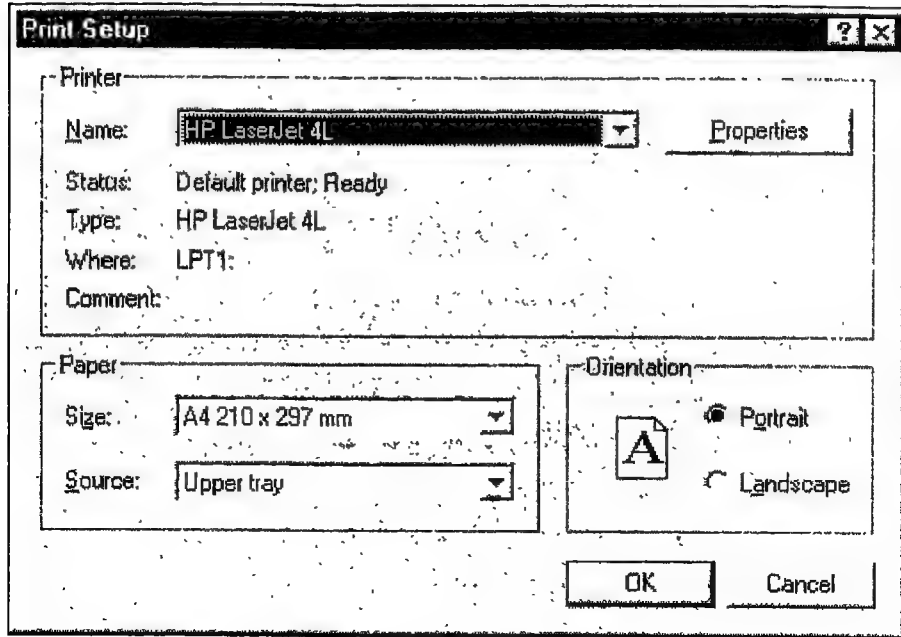 Print Setup
Printer
Name: HP LaserJet 4L Properties
Status: Default printer; Ready
Type: HP LaserJet 4L
Where: LPT1:
Comment:
Paper
Size: A4 210 x 297 mm
Source: Upper tray
Orientation
A
Portrait
Landscape
OK Cancel